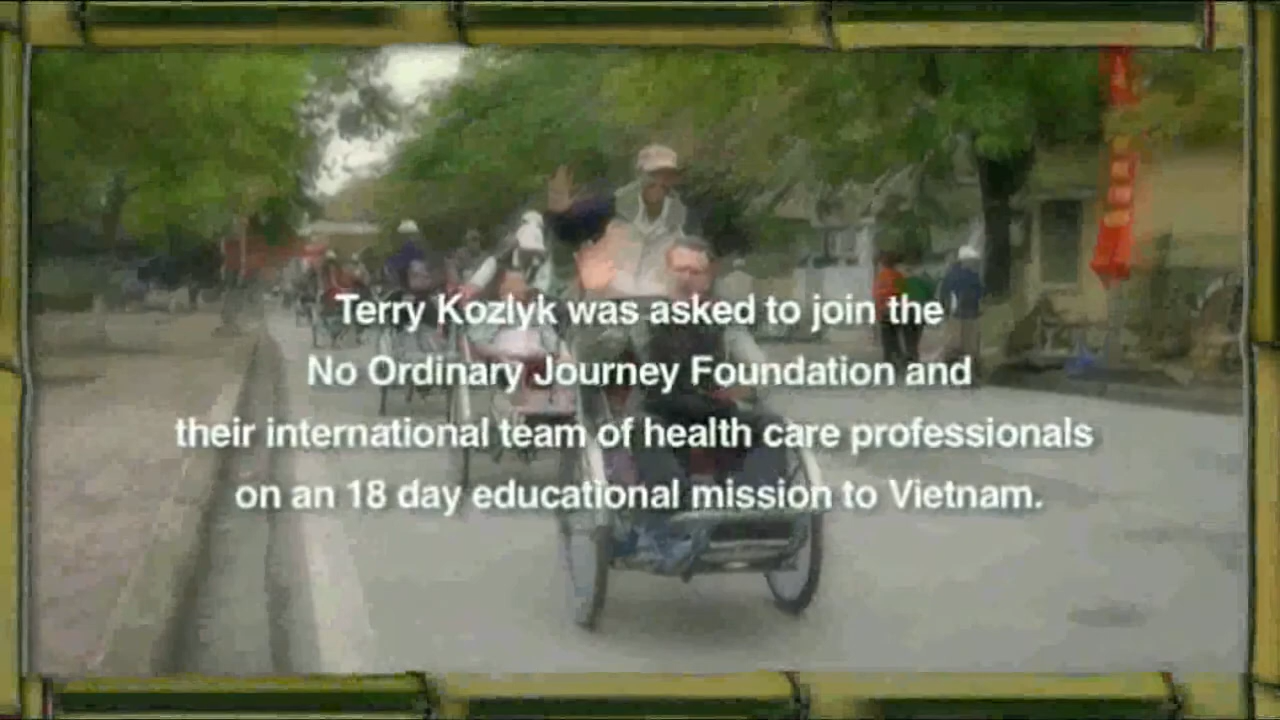 Terry Kozlyk was asked to join the
No Ordinary Journey Foundation and
their international team of health care professionals
on an 18 day educational mission to Vietnam.